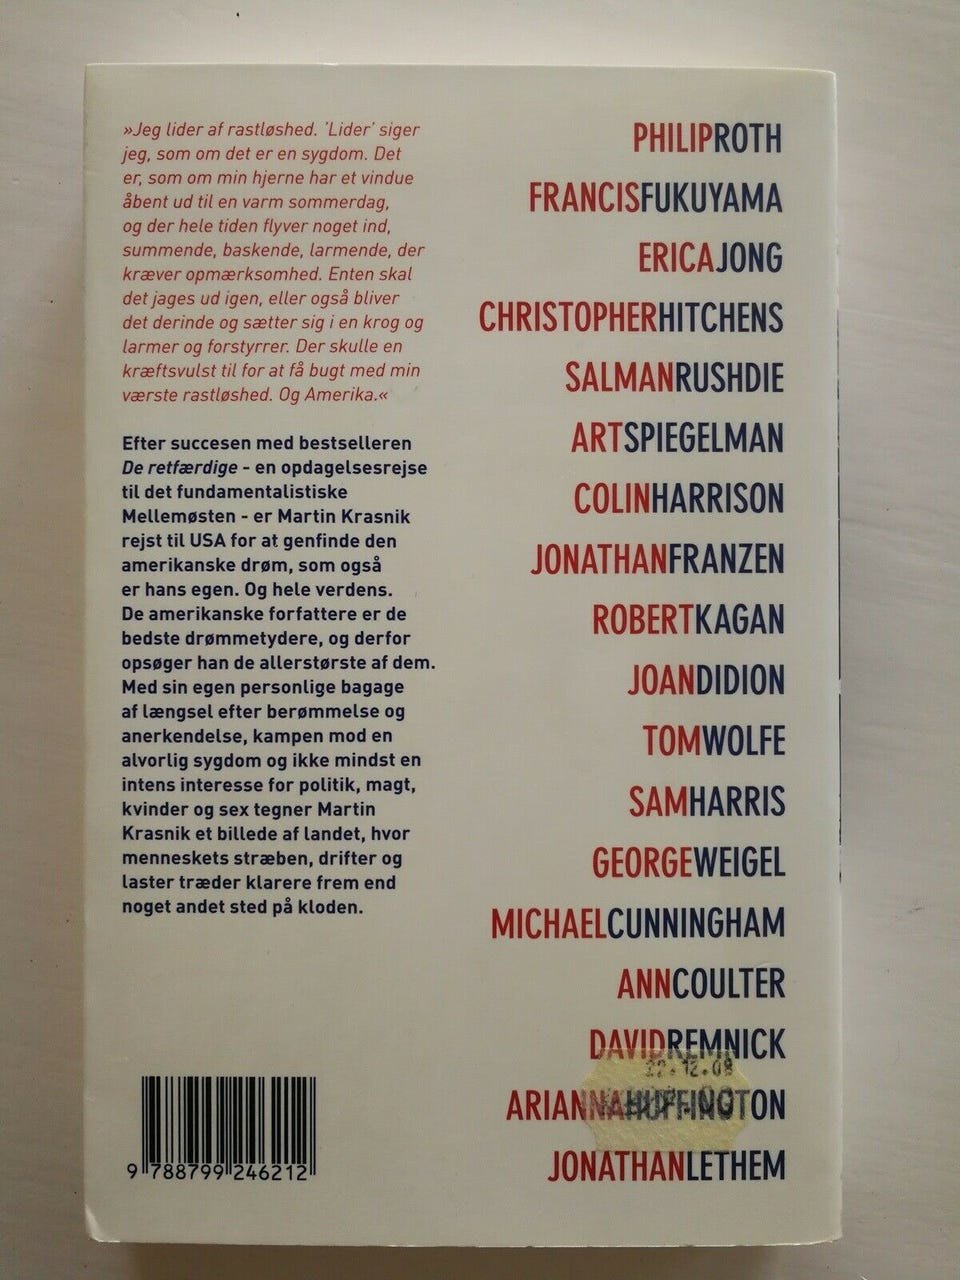 »Jeg lider af rastløshed. 'Lider' siger
jeg, som om det er en sygdom. Det
er, som om min hjerne har et vindue
åbent ud til en varm sommerdag,
og der hele tiden flyver noget ind,
summende, baskende, larmende, der
kræver opmærksomhed. Enten skal
det jages ud igen, eller også bliver
det derinde og sætter sig i en krog og
larmer og forstyrrer. Der skulle en
kræftsvulst til for at få bugt med min
værste rastløshed. Og Amerika.«
Efter succesen med bestselleren
De retfærdige - en opdagelsesrejse
til det fundamentalistiske
Mellemøsten - er Martin Krasnik
rejst til USA for at genfinde den
amerikanske drøm, som også
er hans egen. Og hele verdens.
De amerikanske forfattere er de
bedste drømmetydere, og derfor
opsøger han de allerstørste af dem.
Med sin egen personlige bagage
af længsel efter berømmelse og
anerkendelse, kampen mod en
alvorlig sygdom og ikke mindst en
intens interesse for politik, magt,
kvinder og sex tegner Martin
Krasnik et billede af landet, hvor
menneskets stræben, drifter og
laster træder klarere frem end
noget andet sted på kloden.
9 788799 246212
PHILIPROTH
FRANCISFUKUYAMA
ERICAJONG
CHRISTOPHERHITCHENS
SALMANRUSHDIE
ARTSPIEGELMAN
COLINHARRISON
JONATHANFRANZEN
ROBERTKAGAN
JOANDIDION
TOMWOLFE
SAMHARRIS
GEORGEWEIGEL
MICHAELCUNNINGHAM
ANNCOULTER
DAVIDREMNICK
ARIANNAHUFFINGTON
JONATHANLETHEM